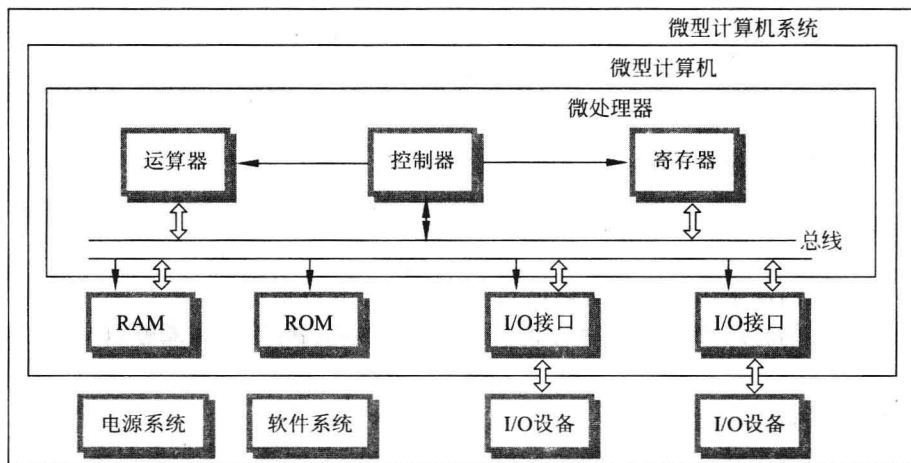 微型计算机系统
微型计算机
微处理器
运算器
控制器
寄存器
总线
RAM
ROM
I/O接口
I/O接口
电源系统
软件系统
I/O设备
I/O设备